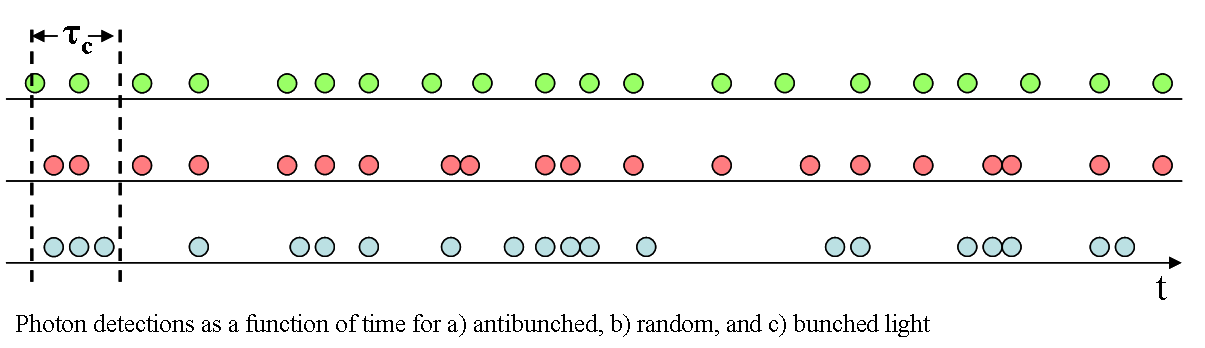 τc
t
Photon detections as a function of time for a) antibunched, b) random, and c) bunched light